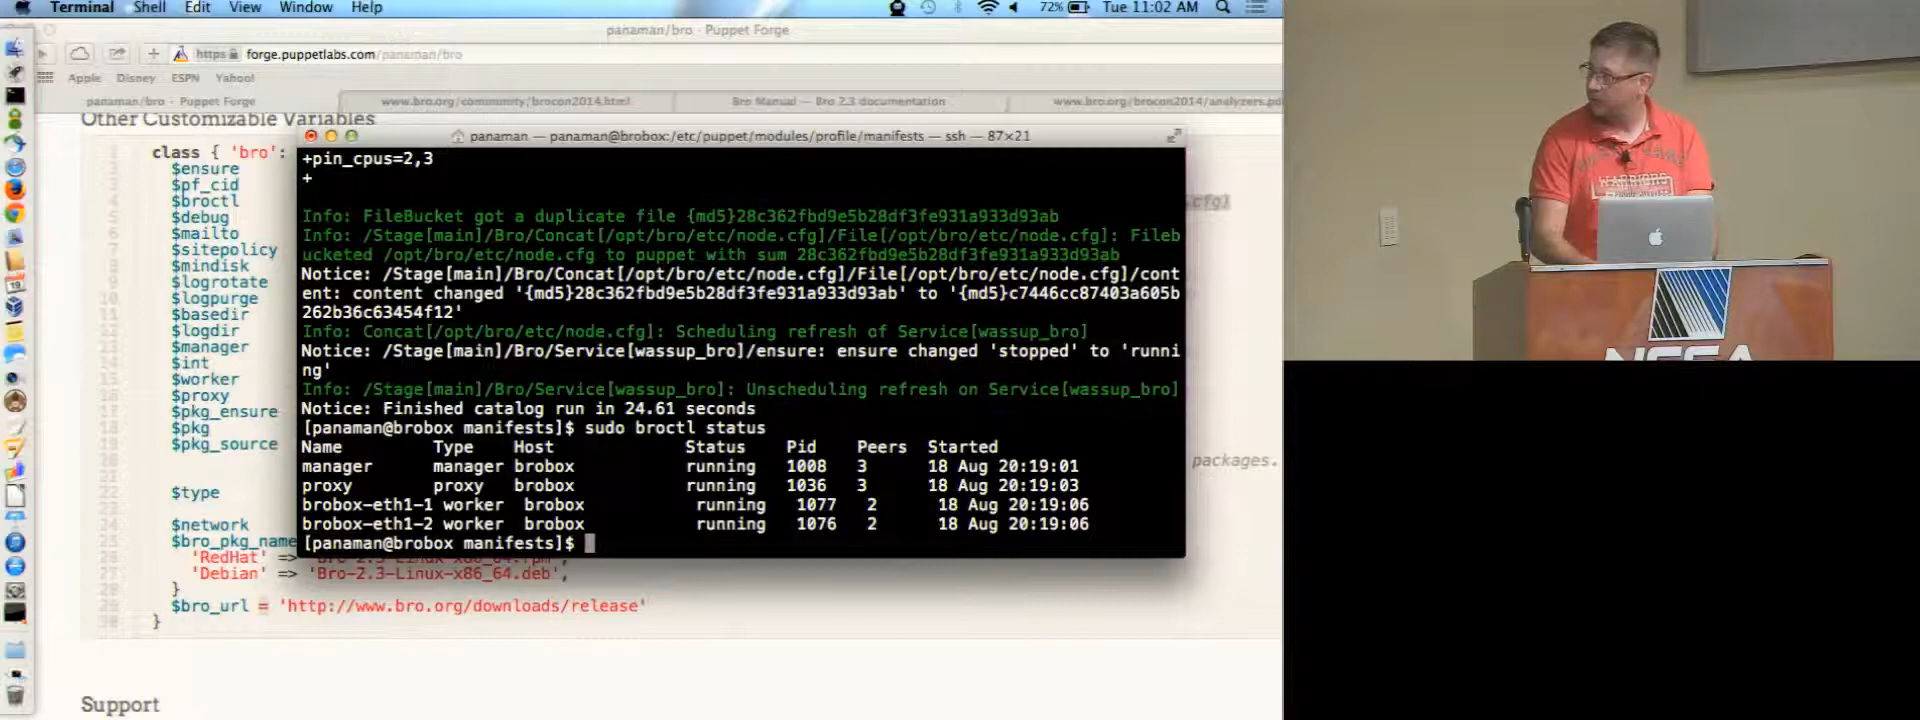 Terminal Shell Edit View Window Help 72% Tue 11:02 AM
panaman/bro - Puppet Forge
https forge.puppetlabs.com/panaman/bro
Apple Disney ESPN Yahoo!
panaman/bro - Puppet Forge www.bro.org/community/brocon2014.html Bro Manual — Bro 2.3 documentation www.bro.org/brocon2014/analyzers.pd
Other Customizable Variables
class { 'bro':
$ensure
$pf_cid
$broctl
$debug
$mailto
$sitepolicy
$mindisk
$logrotate
$logpurge
$basedir
$logdir
$manager
$int
$worker
$proxy
$pkg_ensure
$pkg
$pkg_source
$type
$network
$bro_pkg_name
'RedHat' =>
'Debian' => 'Bro-2.3-Linux-x86_64.deb',
}
$bro_url = 'http://www.bro.org/downloads/release'
}
.cfg)
packages.
Support
panaman — panaman@brobox:/etc/puppet/modules/profile/manifests — ssh — 87×21
+pin_cpus=2,3
+
Info: FileBucket got a duplicate file {md5}28c362fbd9e5b28df3fe931a933d93ab
Info: /Stage[main]/Bro/Concat[/opt/bro/etc/node.cfg]/File[/opt/bro/etc/node.cfg]: Fileb
ucketed /opt/bro/etc/node.cfg to puppet with sum 28c362fbd9e5b28df3fe931a933d93ab
Notice: /Stage[main]/Bro/Concat[/opt/bro/etc/node.cfg]/File[/opt/bro/etc/node.cfg]/cont
ent: content changed '{md5}28c362fbd9e5b28df3fe931a933d93ab' to '{md5}c7446cc87403a605b
262b36c63454f12'
Info: Concat[/opt/bro/etc/node.cfg]: Scheduling refresh of Service[wassup_bro]
Notice: /Stage[main]/Bro/Service[wassup_bro]/ensure: ensure changed 'stopped' to 'runni
ng'
Info: /Stage[main]/Bro/Service[wassup_bro]: Unscheduling refresh on Service[wassup_bro]
Notice: Finished catalog run in 24.61 seconds
[panaman@brobox manifests]$ sudo broctl status
Name Type Host Status Pid Peers Started
manager manager brobox running 1008 3 18 Aug 20:19:01
proxy proxy brobox running 1036 3 18 Aug 20:19:03
brobox-eth1-1 worker brobox running 1077 2 18 Aug 20:19:06
brobox-eth1-2 worker brobox running 1076 2 18 Aug 20:19:06
[panaman@brobox manifests]$
WARRIORS
NCSA